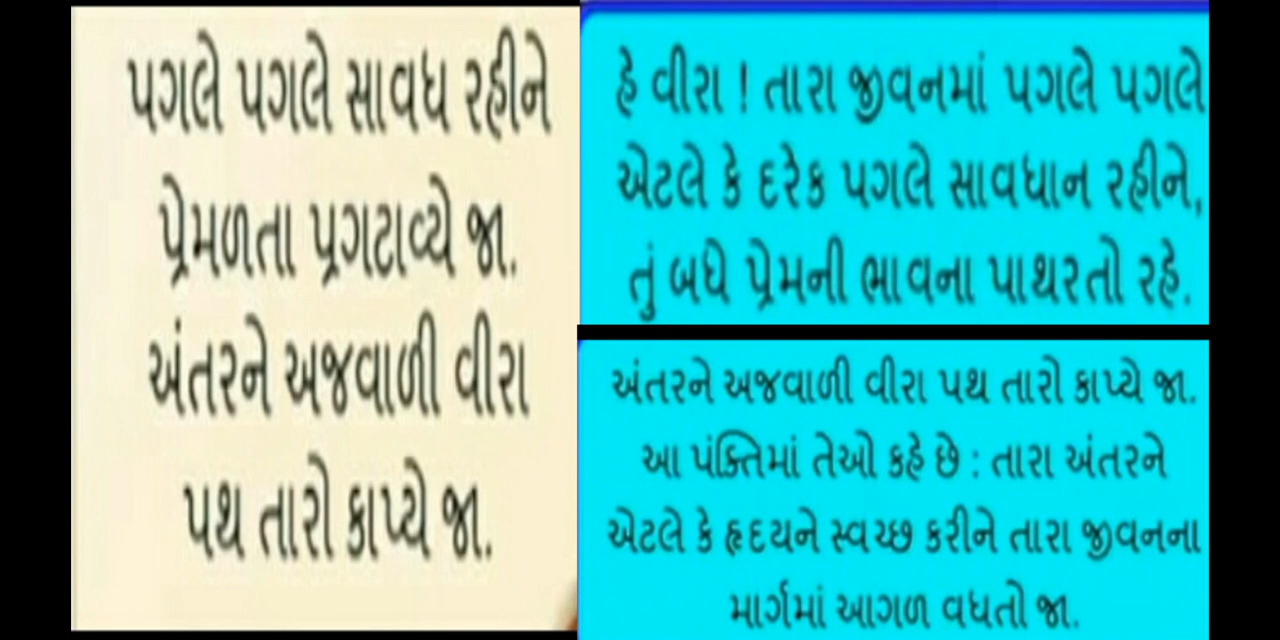 પગલે પગલે સાવધ રહીને
પ્રેમળતા પ્રગટાવ્યે જા.
અંતરને અજવાળી વીરા
પથ તારો કાપ્યે જા.
હે વીરા ! તારા જીવનમાં પગલે પગલે
એટલે કે દરેક પગલે સાવધાન રહીને,
તું બધે પ્રેમની ભાવના પાથરતો રહે.
અંતરને અજવાળી વીરા પથ તારો કાપ્યે જા.
આ પંક્તિમાં તેઓ કહે છે : તારા અંતરને
એટલે કે હૃદયને સ્વચ્છ કરીને તારા જીવનના
માર્ગમાં આગળ વધતો જા.